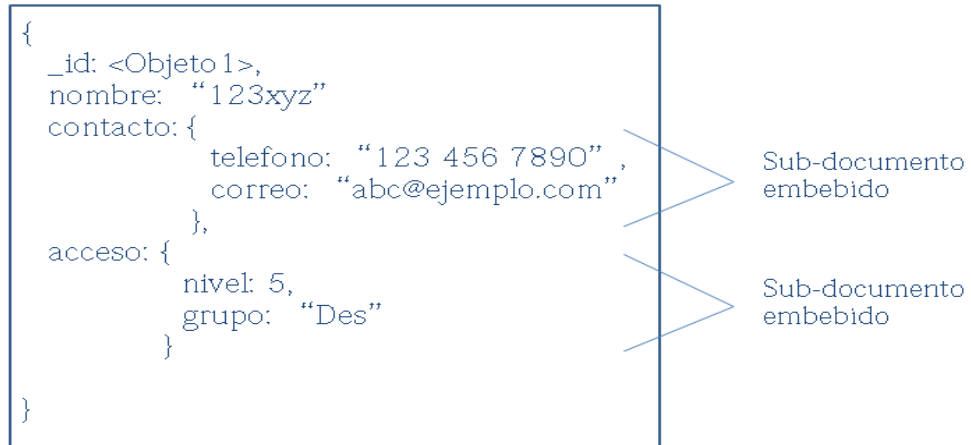 {
_id: <Objeto1>,
nombre: “123xyz”
contacto: {
telefono: “123 456 7890” ,
correo: “abc@ejemplo.com”
},
acceso: {
nivel: 5,
grupo: “Des”
}
}
Sub-documento
embebido
Sub-documento
embebido